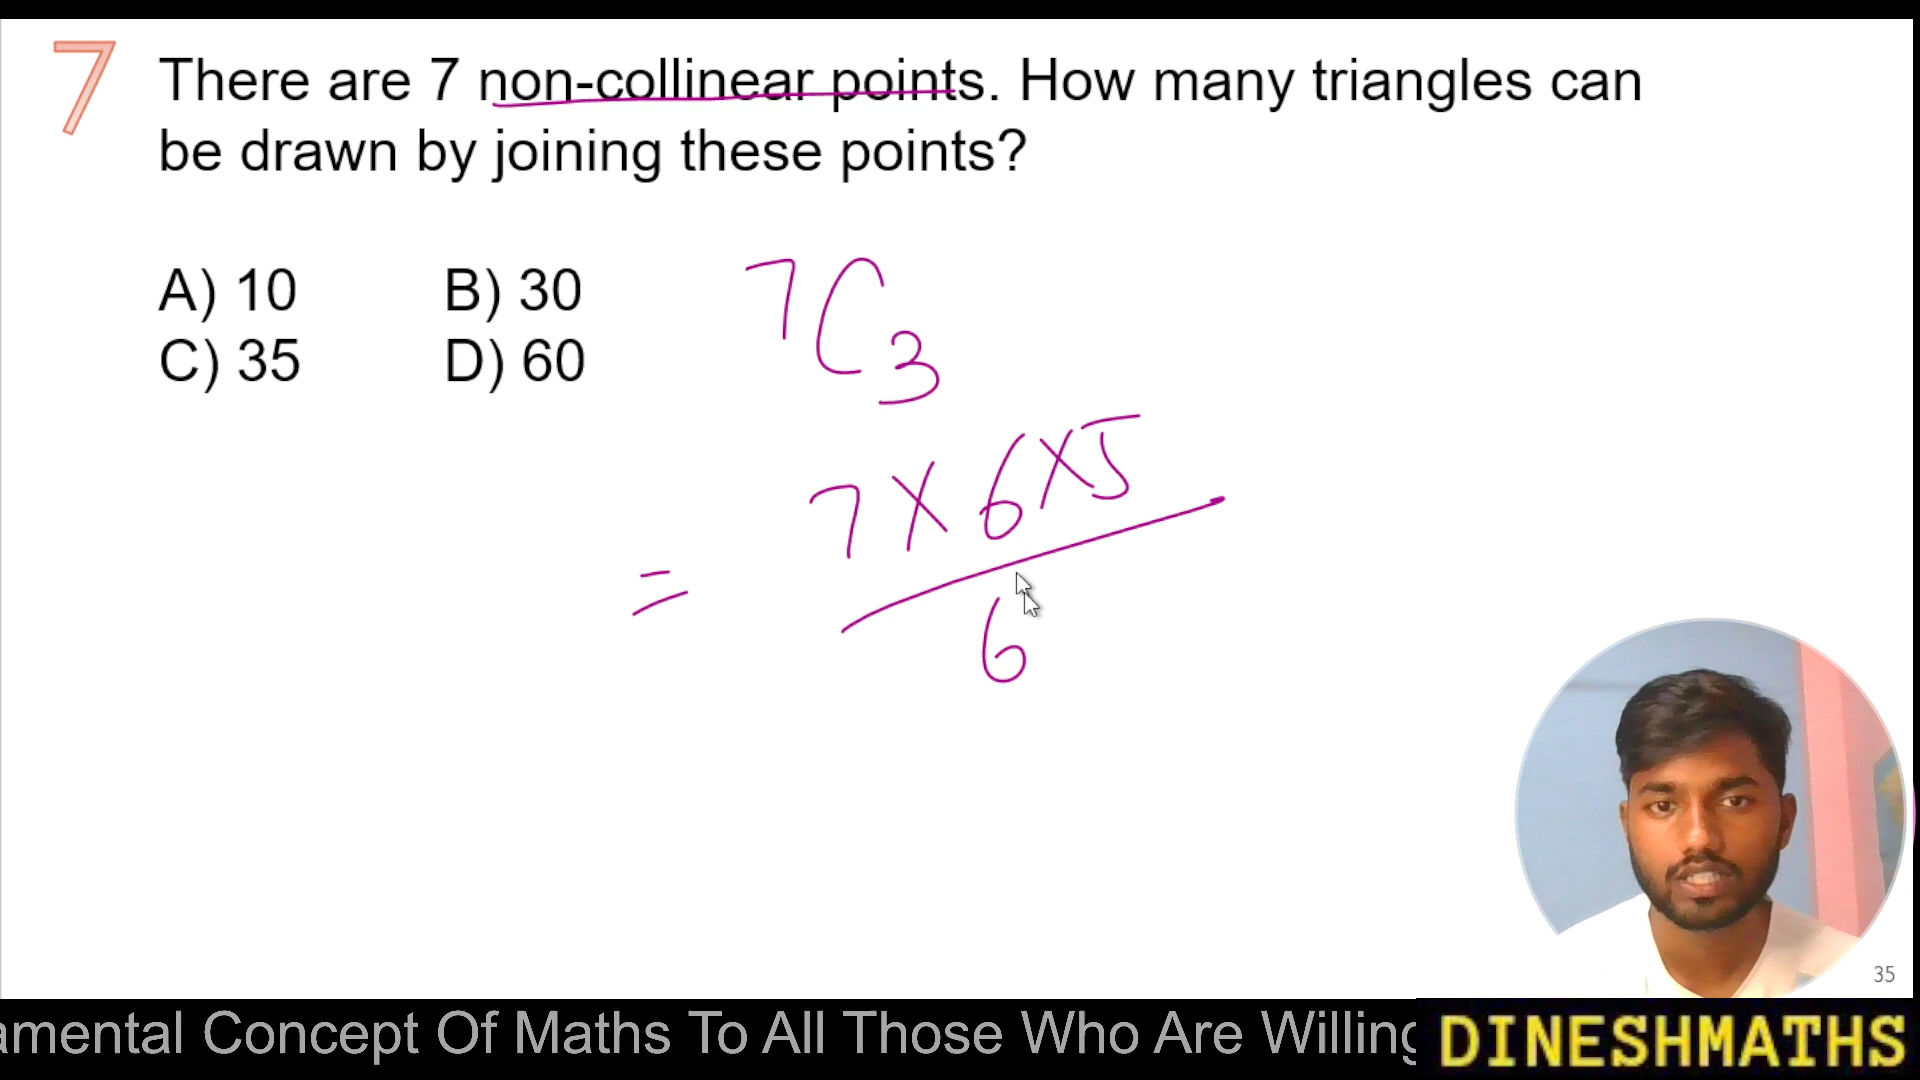 7
There are 7 non-collinear points. How many triangles can
be drawn by joining these points?
A) 10 B) 30
C) 35 D) 60
7C3
= 7 × 6 × 5
6
35
amental Concept Of Maths To All Those Who Are Willing
DINESHMATHS